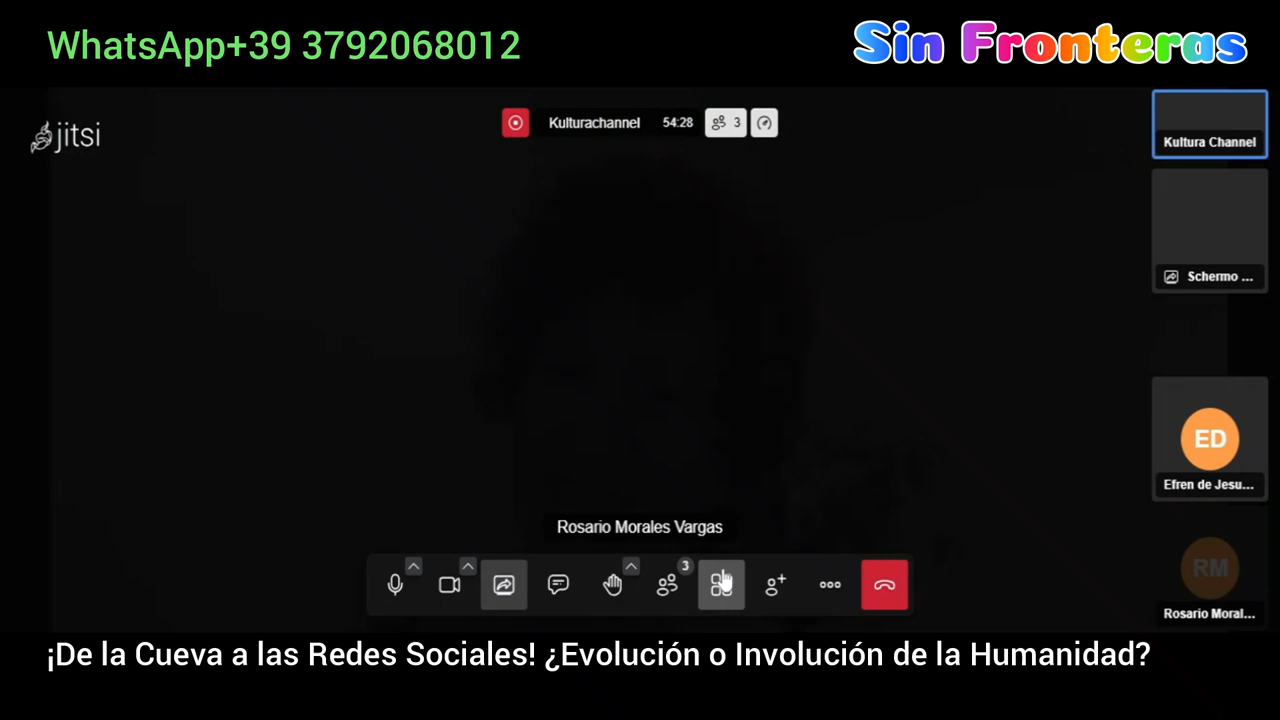 WhatsApp+39 3792068012
Sin Fronteras
jitsi
Kulturachannel 54:28 3
Kultura Channel
Schermo ...
ED
Efren de Jesu...
Rosario Morales Vargas
RM
Rosario Moral...
3
¡De la Cueva a las Redes Sociales! ¿Evolución o Involución de la Humanidad?